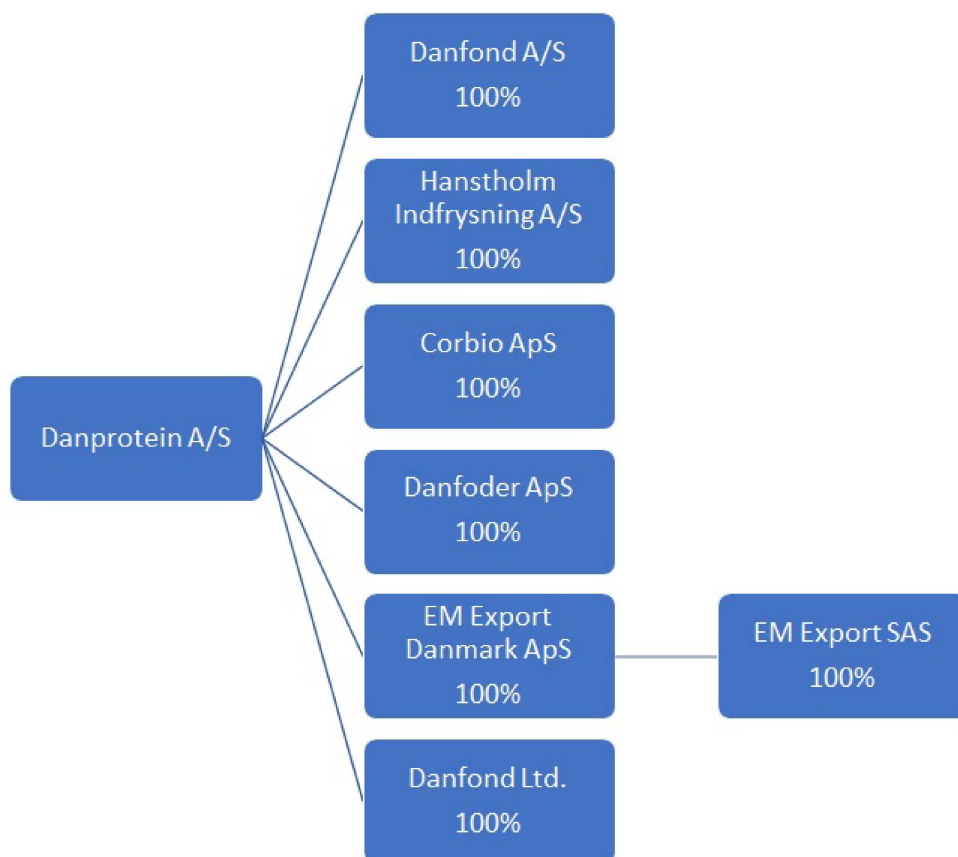 Danfond A/S
100%
Hanstholm
Indfrysning A/S
100%
Corbio ApS
100%
Danprotein A/S
Danfoder ApS
100%
EM Export
Danmark ApS
100%
EM Export SAS
100%
Danfond Ltd.
100%